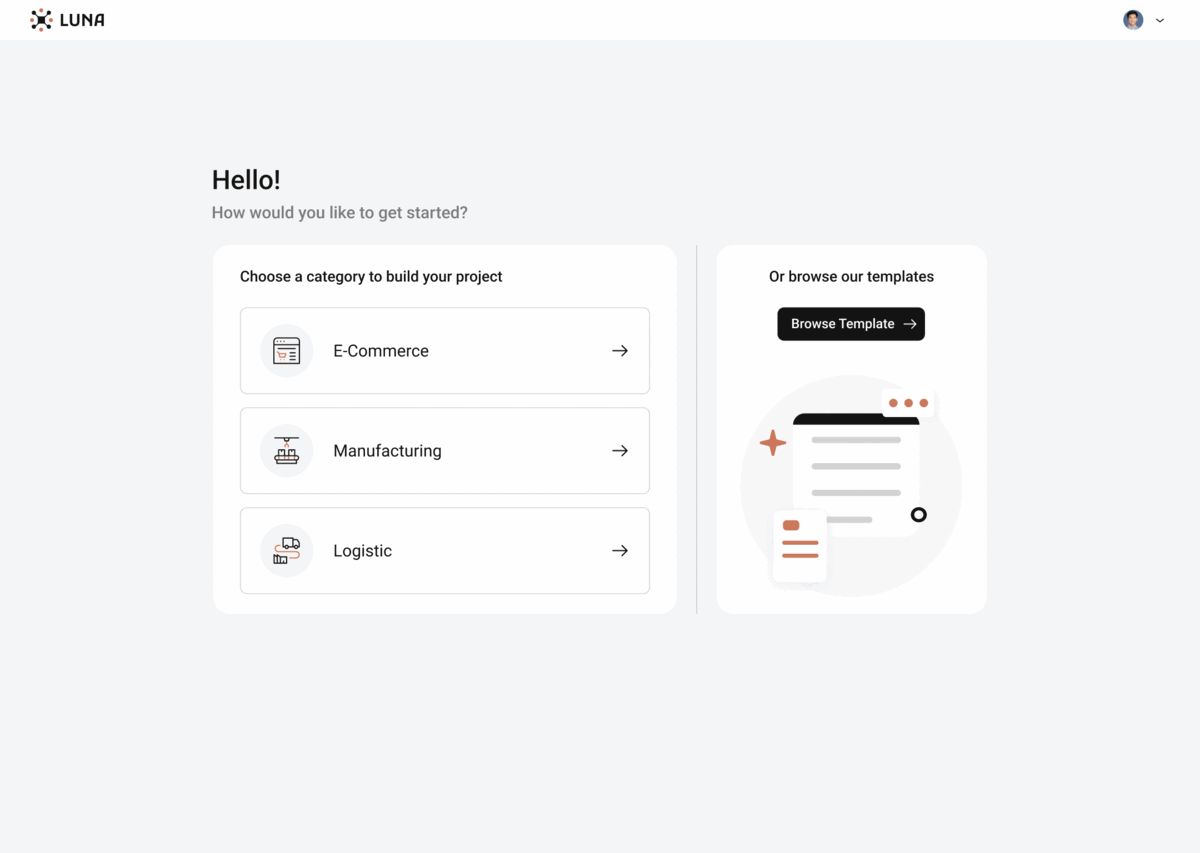 LUNA
Hello!
How would you like to get started?
Choose a category to build your project
E-Commerce
Manufacturing
Logistic
Or browse our templates
Browse Template